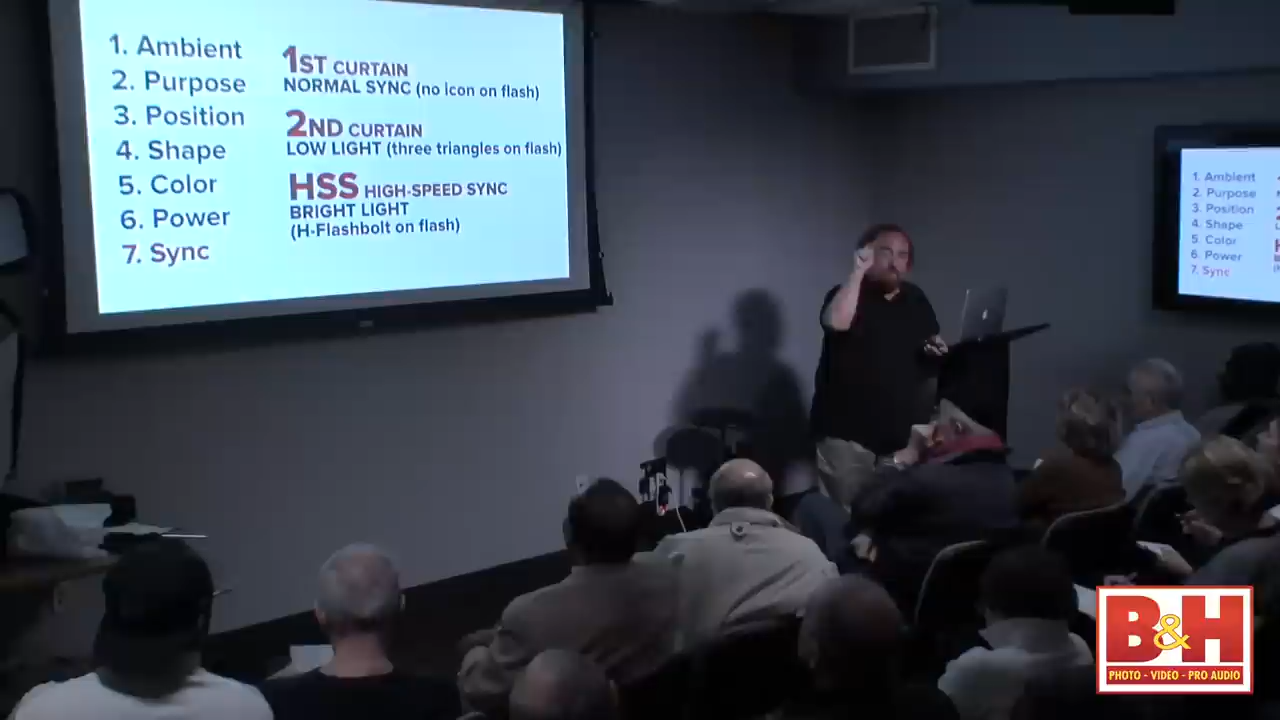 1. Ambient
2. Purpose
3. Position
4. Shape
5. Color
6. Power
7. Sync
1ST CURTAIN
NORMAL SYNC (no icon on flash)
2ND CURTAIN
LOW LIGHT (three triangles on flash)
HSS HIGH-SPEED SYNC
BRIGHT LIGHT
(H-Flashbolt on flash)
1. Ambient
2. Purpose
3. Position
4. Shape
5. Color
6. Power
7. Sync
B&H
PHOTO - VIDEO - PRO AUDIO